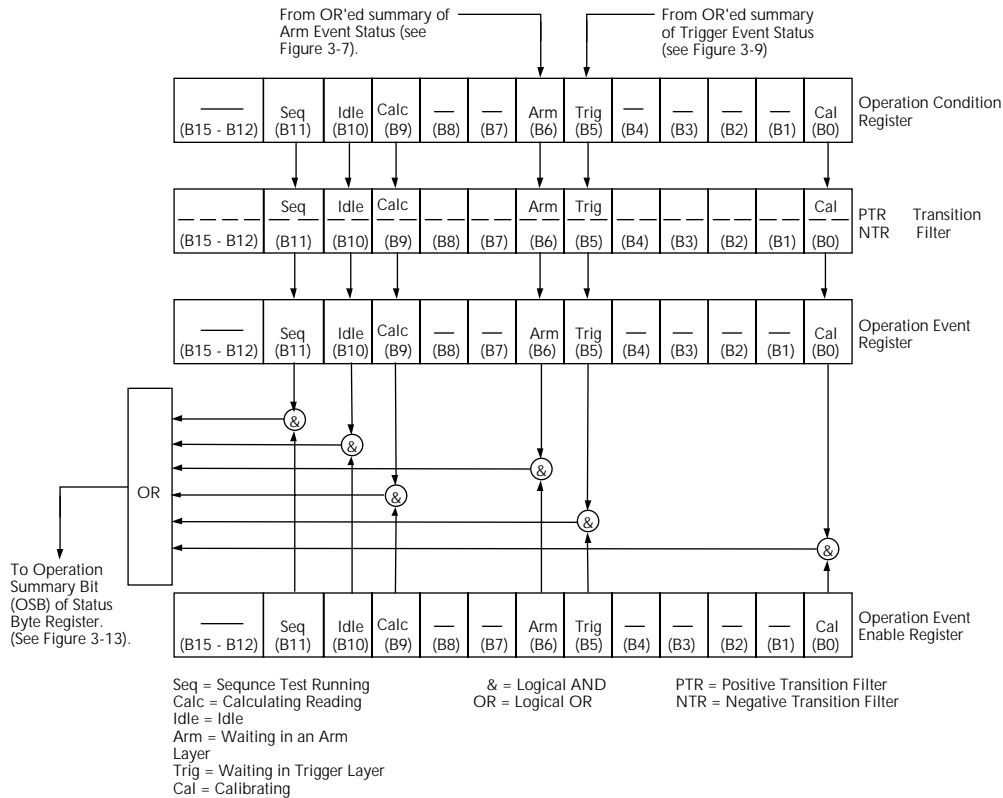 From OR'ed summary of
Arm Event Status (see
Figure 3-7).
From OR'ed summary
of Trigger Event Status
(see Figure 3-9)
Seq Idle Calc Arm Trig Cal
(B15 - B12) (B11) (B10) (B9) (B8) (B7) (B6) (B5) (B4) (B3) (B2) (B1) (B0)
Operation Condition
Register
Seq Idle Calc Arm Trig Cal
(B15 - B12) (B11) (B10) (B9) (B8) (B7) (B6) (B5) (B4) (B3) (B2) (B1) (B0)
PTR Transition
NTR Filter
Seq Idle Calc Arm Trig Cal
(B15 - B12) (B11) (B10) (B9) (B8) (B7) (B6) (B5) (B4) (B3) (B2) (B1) (B0)
Operation Event
Register
&
&
&
&
&
&
OR
To Operation
Summary Bit
(OSB) of Status
Byte Register.
(See Figure 3-13).
Seq Idle Calc Arm Trig Cal
(B15 - B12) (B11) (B10) (B9) (B8) (B7) (B6) (B5) (B4) (B3) (B2) (B1) (B0)
Operation Event
Enable Register
Seq = Sequnce Test Running
Calc = Calculating Reading
Idle = Idle
Arm = Waiting in an Arm
Layer
Trig = Waiting in Trigger Layer
Cal = Calibrating
& = Logical AND
OR = Logical OR
PTR = Positive Transition Filter
NTR = Negative Transition Filter